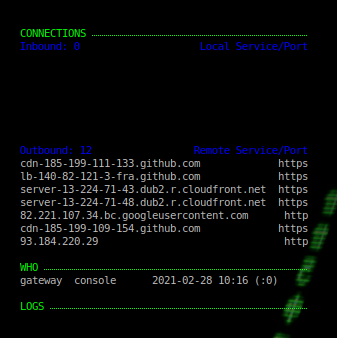 CONNECTIONS
Inbound: 0 Local Service/Port
Outbound: 12 Remote Service/Port
cdn-185-199-111-133.github.com https
lb-140-82-121-3-fra.github.com https
server-13-224-71-43.dub2.r.cloudfront.net https
server-13-224-71-48.dub2.r.cloudfront.net https
82.221.107.34.bc.googleusercontent.com http
cdn-185-199-109-154.github.com https
93.184.220.29 http
WHO
gateway console 2021-02-28 10:16 (:0)
LOGS